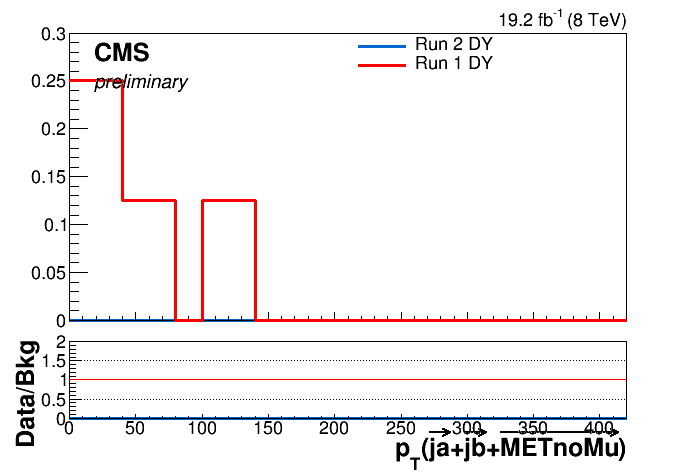 19.2 fb⁻¹ (8 TeV)
CMS
preliminary
Run 2 DY
Run 1 DY
0.3
0.25
0.2
0.15
0.1
0.05
0
Data/Bkg
2
1.5
1
0.5
0
0 50 100 150 200 250 300 350 400
p_T(ja+jb+METnoMu)